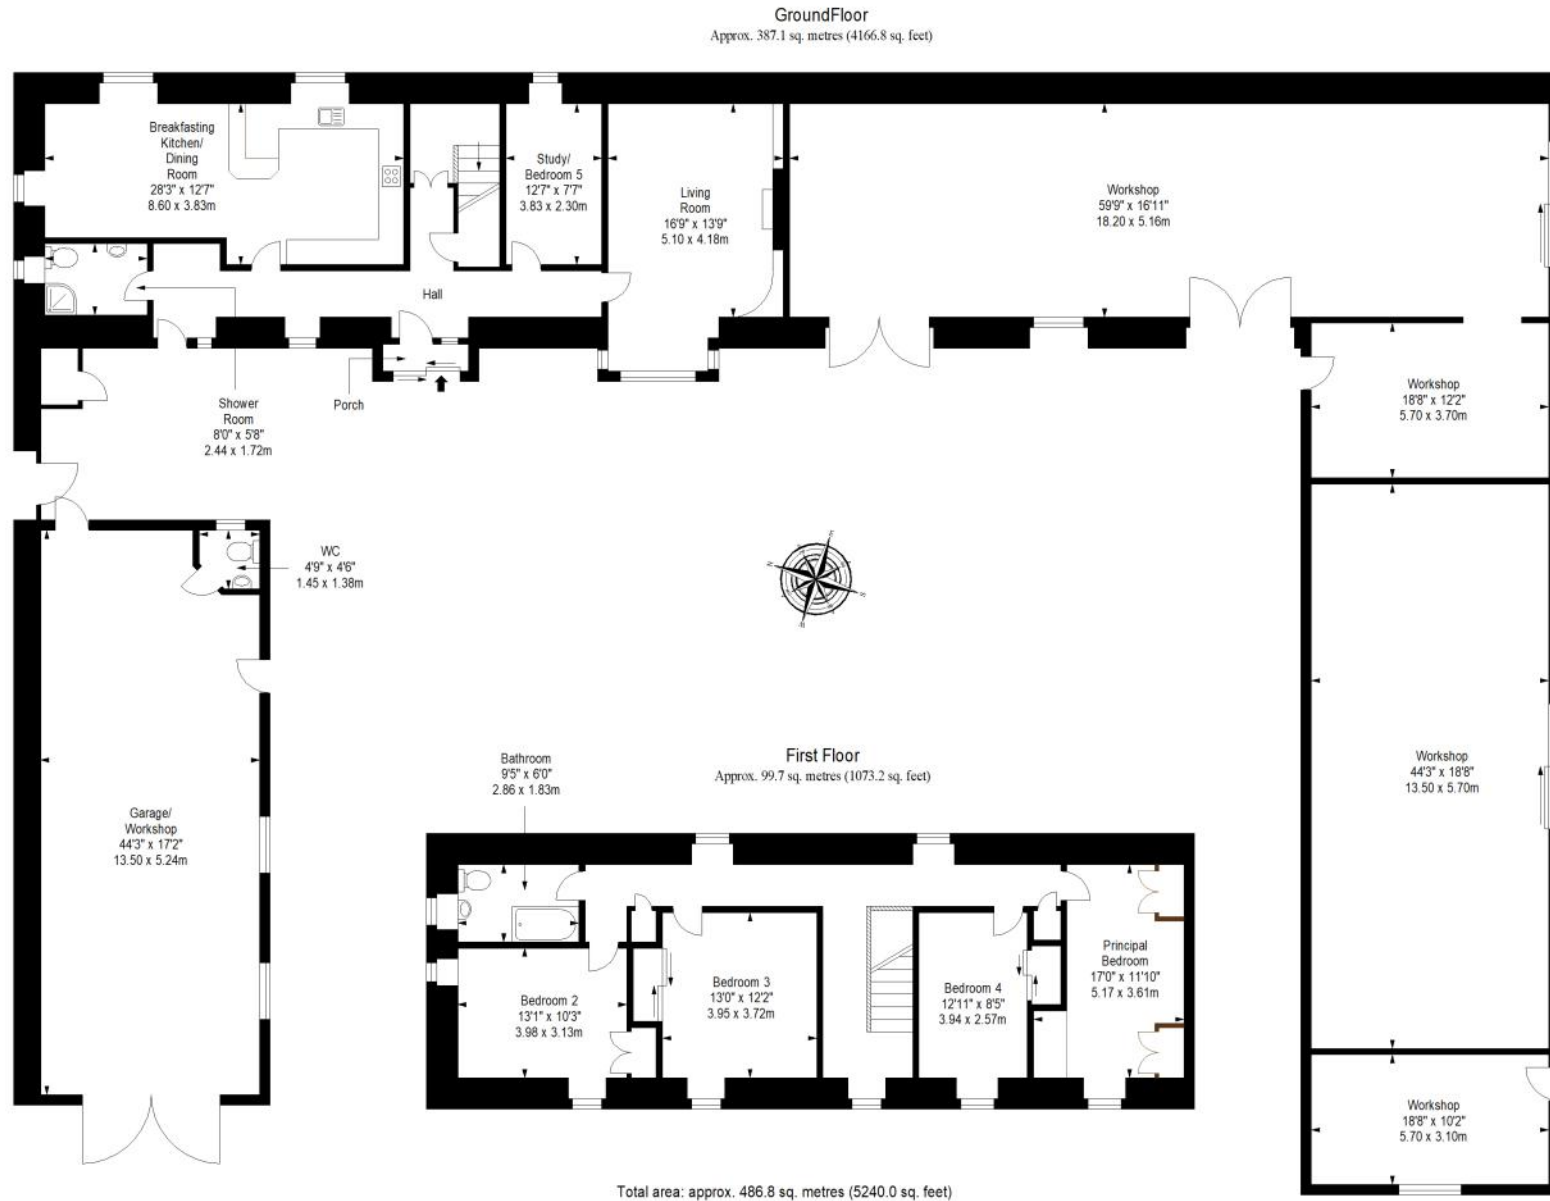 GroundFloor
Approx. 387.1 sq. metres (4166.8 sq. feet)
Breakfasting
Kitchen/
Dining
Room
28'3" x 12'7"
8.60 x 3.83m
Study/
Bedroom 5
12'7" x 7'7"
3.83 x 2.30m
Living
Room
16'9" x 13'9"
5.10 x 4.18m
Workshop
59'9" x 16'11"
18.20 x 5.16m
Hall
Shower
Room
8'0" x 5'8"
2.44 x 1.72m
Porch
Workshop
18'8" x 12'2"
5.70 x 3.70m
WC
4'9" x 4'6"
1.45 x 1.38m
Garage/
Workshop
44'3" x 17'2"
13.50 x 5.24m
Workshop
44'3" x 18'8"
13.50 x 5.70m
First Floor
Approx. 99.7 sq. metres (1073.2 sq. feet)
Bathroom
9'5" x 6'0"
2.86 x 1.83m
Bedroom 2
13'1" x 10'3"
3.98 x 3.13m
Bedroom 3
13'0" x 12'2"
3.95 x 3.72m
Bedroom 4
12'11" x 8'5"
3.94 x 2.57m
Principal
Bedroom
17'0" x 11'10"
5.17 x 3.61m
Workshop
18'8" x 10'2"
5.70 x 3.10m
Total area: approx. 486.8 sq. metres (5240.0 sq. feet)